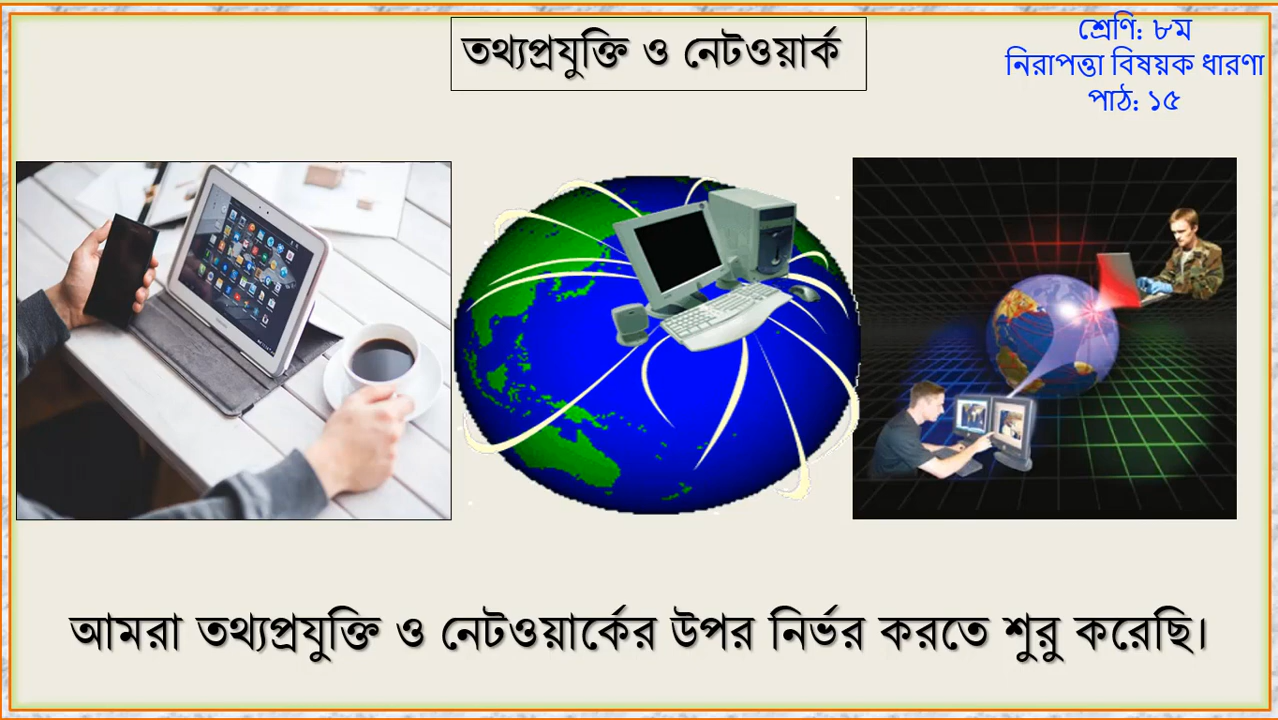 তথ্যপ্রযুক্তি ও নেটওয়ার্ক
শ্রেণি: ৮ম
নিরাপত্তা বিষয়ক ধারণা
পাঠ: ১৫
আমরা তথ্যপ্রযুক্তি ও নেটওয়ার্কের উপর নির্ভর করতে শুরু করেছি।